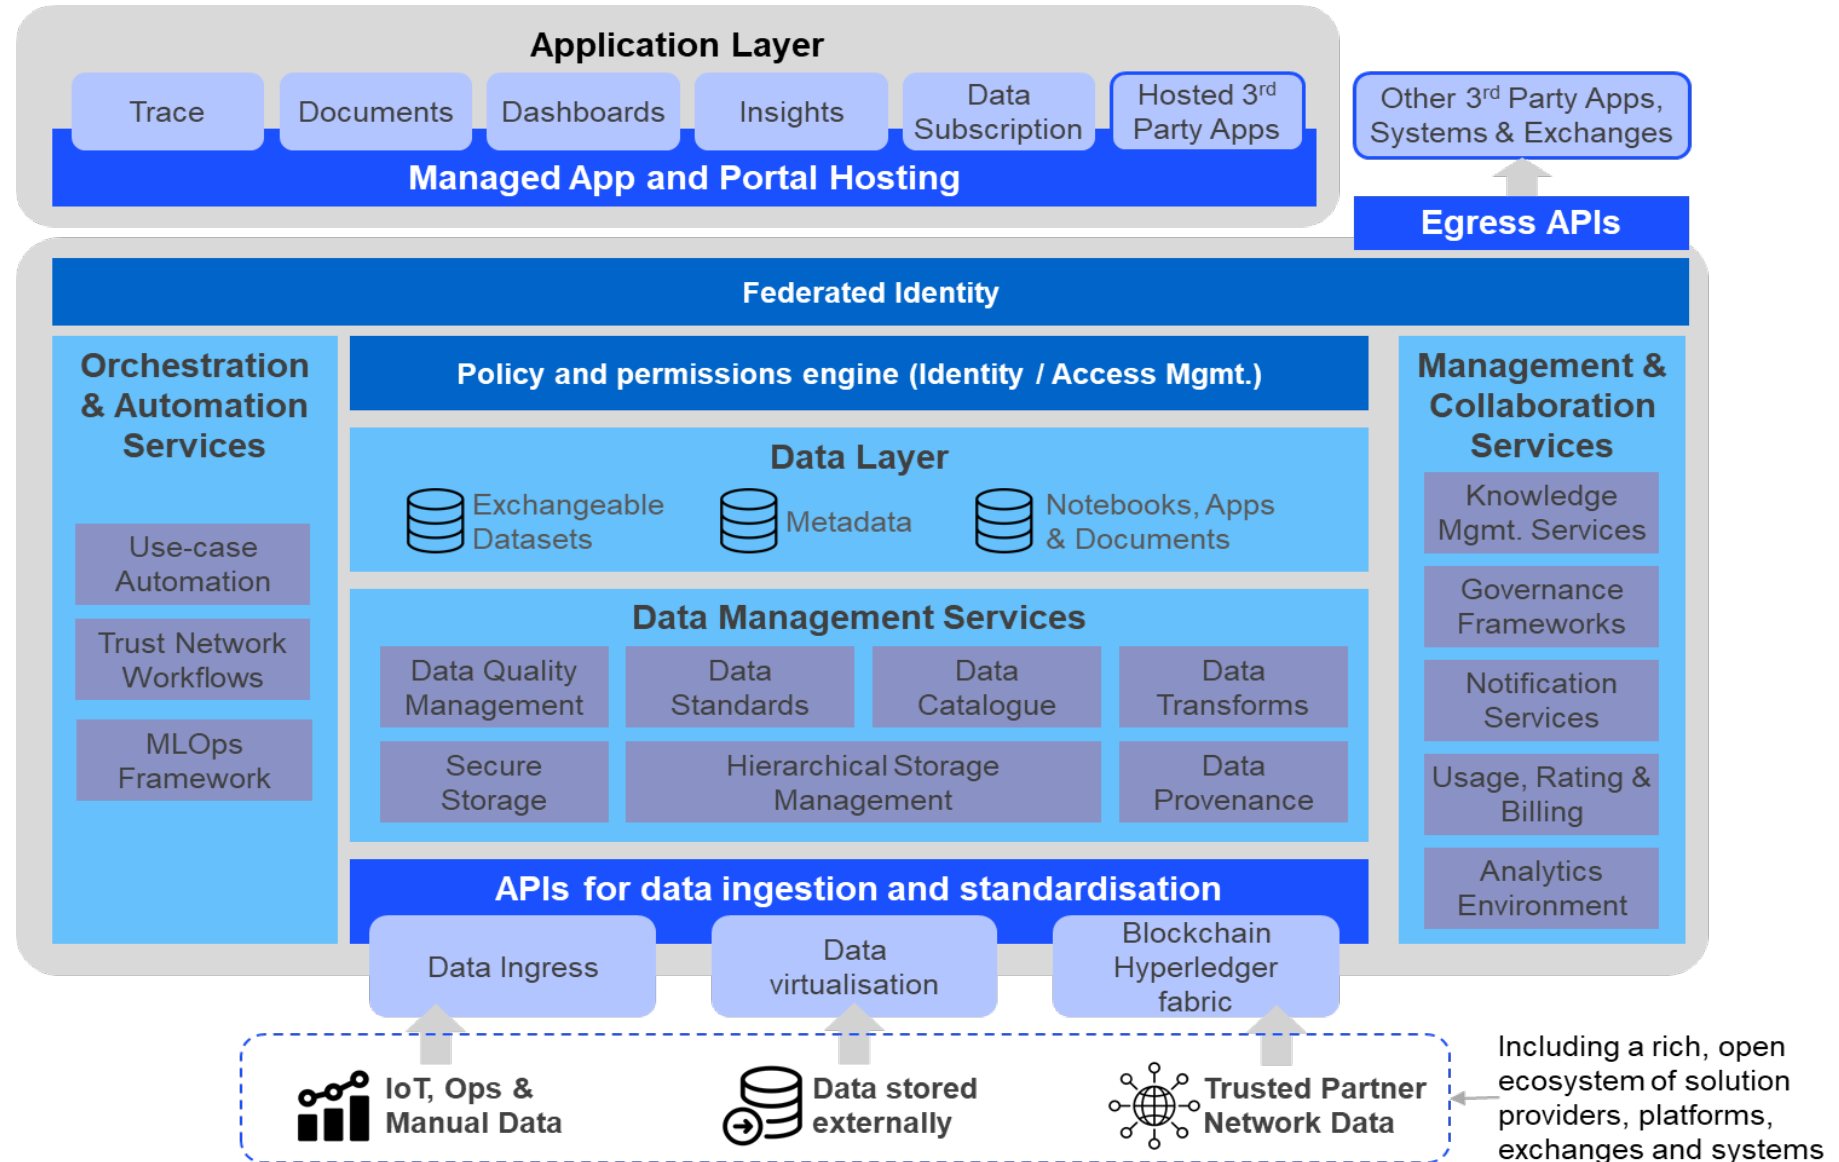 Application Layer
Trace
Documents
Dashboards
Insights
Data
Subscription
Hosted 3rd
Party Apps
Managed App and Portal Hosting
Other 3rd Party Apps,
Systems & Exchanges
Egress APIs
Federated Identity
Orchestration
& Automation
Services
Use-case
Automation
Trust Network
Workflows
MLOps
Framework
Policy and permissions engine (Identity / Access Mgmt.)
Data Layer
Exchangeable
Datasets
Metadata
Notebooks, Apps
& Documents
Data Management Services
Data Quality
Management
Data
Standards
Data
Catalogue
Data
Transforms
Secure
Storage
Hierarchical Storage
Management
Data
Provenance
APIs for data ingestion and standardisation
Data Ingress
Data
virtualisation
Blockchain
Hyperledger
fabric
Management &
Collaboration
Services
Knowledge
Mgmt. Services
Governance
Frameworks
Notification
Services
Usage, Rating &
Billing
Analytics
Environment
IoT, Ops &
Manual Data
Data stored
externally
Trusted Partner
Network Data
Including a rich, open
ecosystem of solution
providers, platforms,
exchanges and systems